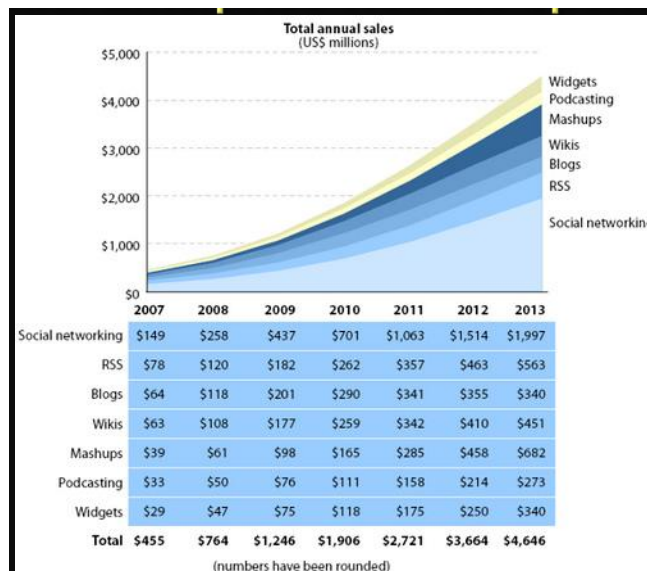 Total annual sales
(US$ millions)
$5,000
$4,000
$3,000
$2,000
$1,000
$0
Widgets
Podcasting
Mashups
Wikis
Blogs
RSS
Social networking
2007 2008 2009 2010 2011 2012 2013
Social networking $149 $258 $437 $701 $1,063 $1,514 $1,997
RSS $78 $120 $182 $262 $357 $463 $563
Blogs $64 $118 $201 $290 $341 $355 $340
Wikis $63 $108 $177 $259 $342 $410 $451
Mashups $39 $61 $98 $165 $285 $458 $682
Podcasting $33 $50 $76 $111 $158 $214 $273
Widgets $29 $47 $75 $118 $175 $250 $340
Total $455 $764 $1,246 $1,906 $2,721 $3,664 $4,646
(numbers have been rounded)